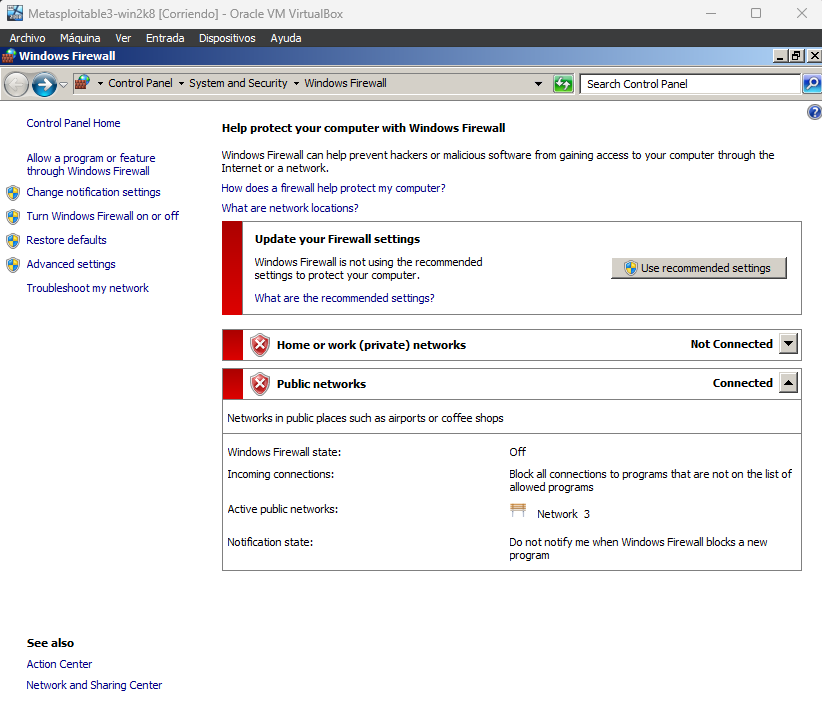 Metasploitable3-win2k8 [Corriendo] - Oracle VM VirtualBox
Archivo Máquina Ver Entrada Dispositivos Ayuda
Windows Firewall
Control Panel System and Security Windows Firewall
Search Control Panel
Control Panel Home
Allow a program or feature
through Windows Firewall
Change notification settings
Turn Windows Firewall on or off
Restore defaults
Advanced settings
Troubleshoot my network
Help protect your computer with Windows Firewall
Windows Firewall can help prevent hackers or malicious software from gaining access to your computer through the
Internet or a network.
How does a firewall help protect my computer?
What are network locations?
Update your Firewall settings
Windows Firewall is not using the recommended
settings to protect your computer.
Use recommended settings
What are the recommended settings?
Home or work (private) networks Not Connected
Public networks Connected
Networks in public places such as airports or coffee shops
Windows Firewall state: Off
Incoming connections: Block all connections to programs that are not on the list of
allowed programs
Active public networks: Network 3
Notification state: Do not notify me when Windows Firewall blocks a new
program
See also
Action Center
Network and Sharing Center